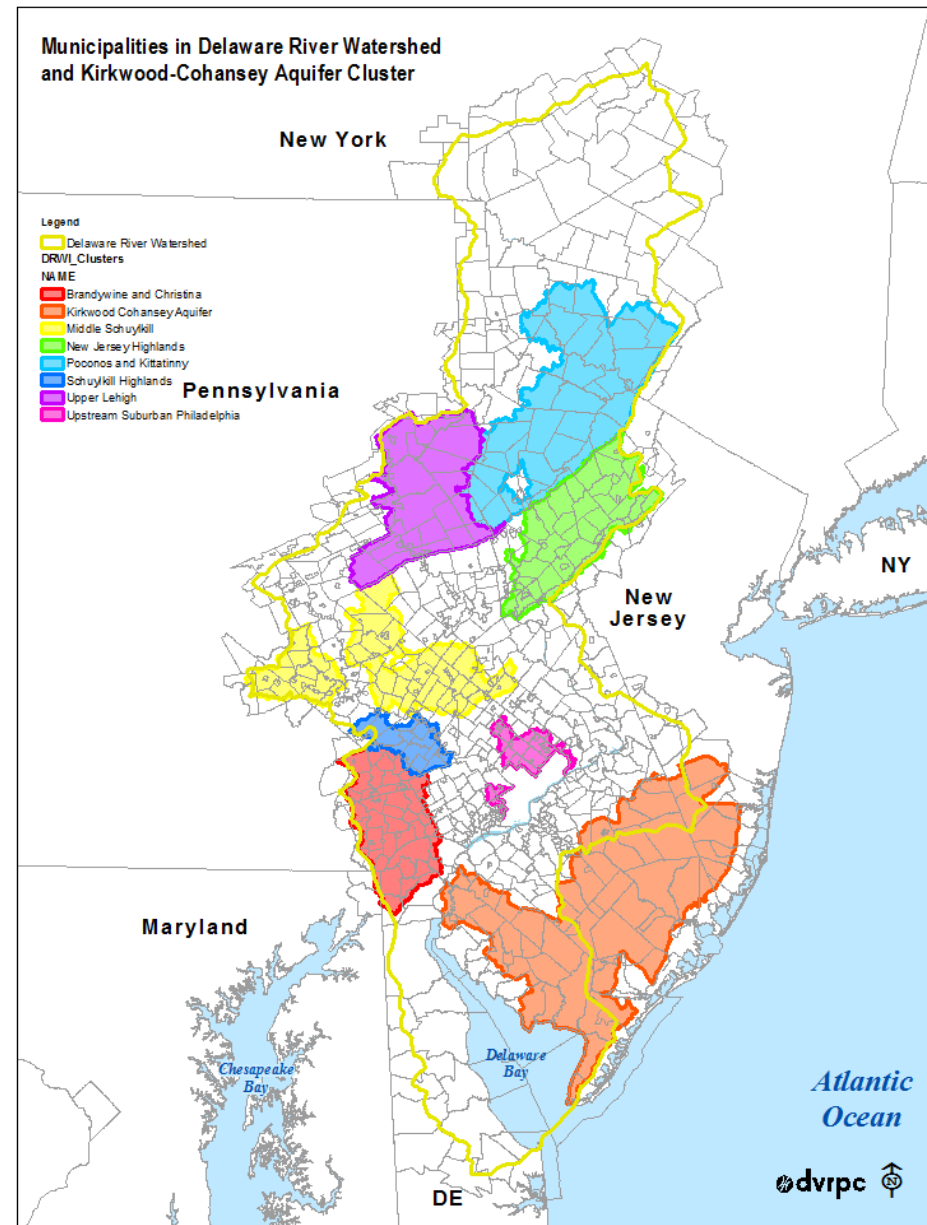 Municipalities in Delaware River Watershed
and Kirkwood-Cohansey Aquifer Cluster
New York
Legend
Delaware River Watershed
DRWI_Clusters
NAME
Brandywine and Christina
Kirkwood Cohansey Aquifer
Middle Schuylkill
New Jersey Highlands
Poconos and Kittatinny
Schuylkill Highlands
Upper Lehigh
Upstream Suburban Philadelphia
Pennsylvania
NY
New
Jersey
Maryland
Chesapeake
Bay
Delaware
Bay
Atlantic
Ocean
DE
dvrpc
N